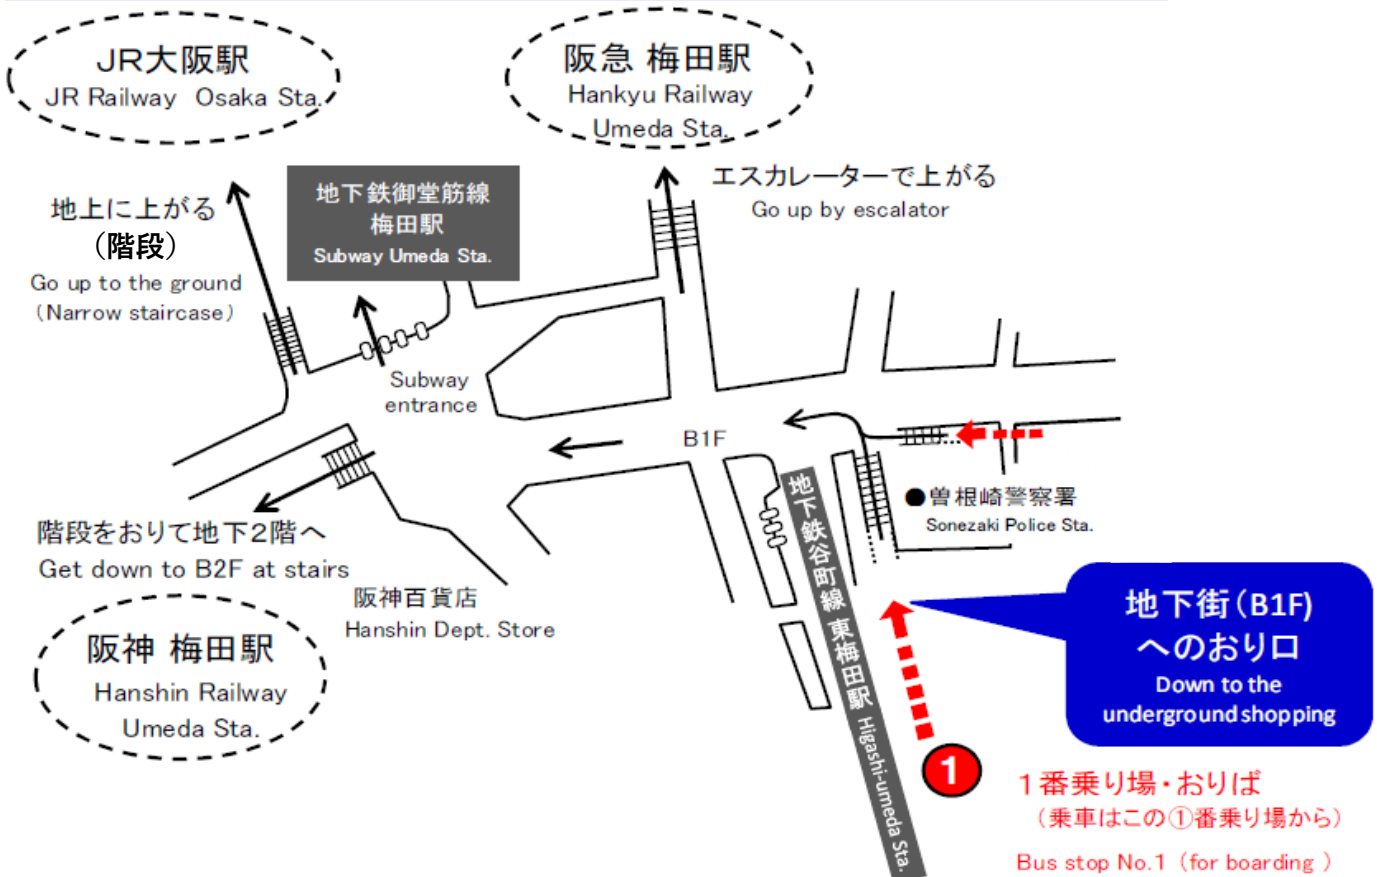 JR大阪駅
JR Railway Osaka Sta.
阪急 梅田駅
Hankyu Railway
Umeda Sta.
地上に上がる
（階段）
Go up to the ground
（Narrow staircase）
地下鉄御堂筋線
梅田駅
Subway Umeda Sta.
エスカレーターで上がる
Go up by escalator
Subway
entrance
B1F
●曽根崎警察署
Sonezaki Police Sta.
階段をおりて地下2階へ
Get down to B2F at stairs
阪神百貨店
Hanshin Dept. Store
阪神 梅田駅
Hanshin Railway
Umeda Sta.
地下鉄谷町線 東梅田駅 Higashi-umeda Sta.
地下街（B1F）
へのおり口
Down to the
underground shopping
1
1番乗り場・おりば
（乗車はこの①番乗り場から）
Bus stop No.1（for boarding ）